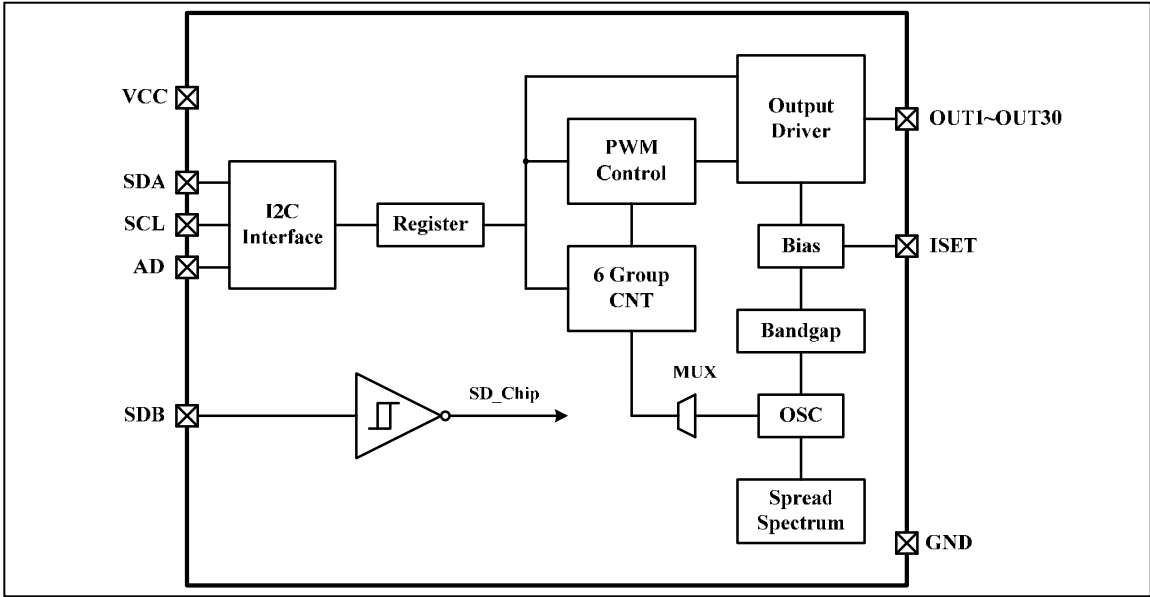 VCC
SDA
SCL
AD
SDB
I2C
Interface
Register
PWM
Control
6 Group
CNT
Output
Driver
OUT1~OUT30
Bias
ISET
Bandgap
MUX
OSC
SD_Chip
Spread
Spectrum
GND